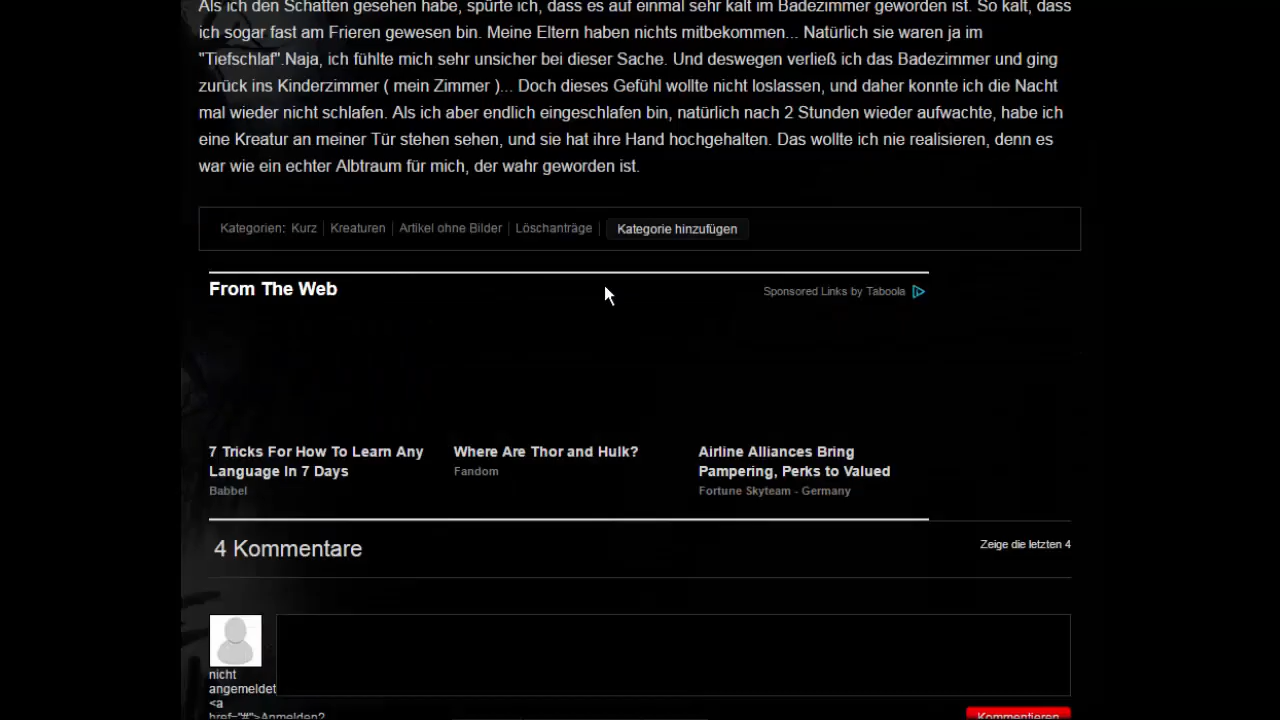 Als ich den Schatten gesehen habe, spürte ich, dass es auf einmal sehr kalt im Badezimmer geworden ist. So kalt, dass
ich sogar fast am Frieren gewesen bin. Meine Eltern haben nichts mitbekommen... Natürlich sie waren ja im
"Tiefschlaf".Naja, ich fühlte mich sehr unsicher bei dieser Sache. Und deswegen verließ ich das Badezimmer und ging
zurück ins Kinderzimmer ( mein Zimmer )... Doch dieses Gefühl wollte nicht loslassen, und daher konnte ich die Nacht
mal wieder nicht schlafen. Als ich aber endlich eingeschlafen bin, natürlich nach 2 Stunden wieder aufwachte, habe ich
eine Kreatur an meiner Tür stehen sehen, und sie hat ihre Hand hochgehalten. Das wollte ich nie realisieren, denn es
war wie ein echter Albtraum für mich, der wahr geworden ist.
Kategorien: Kurz Kreaturen Artikel ohne Bilder Löschanträge Kategorie hinzufügen
From The Web Sponsored Links by Taboola
7 Tricks For How To Learn Any
Language In 7 Days
Babbel
Where Are Thor and Hulk?
Fandom
Airline Alliances Bring
Pampering, Perks to Valued
Fortune Skyteam - Germany
4 Kommentare Zeige die letzten 4
nicht
angemeldet
<a
href="#">Anmelden?
Kommentieren